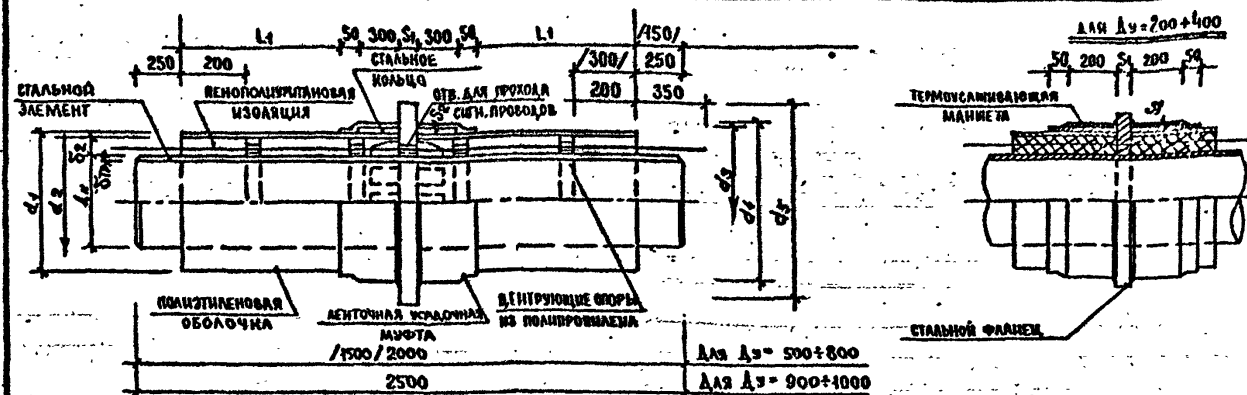 L1 50 300 S1 300 50 L1 /150/
250 200 /300/ 250
200 350
СТАЛЬНОЕ
КОЛЬЦО
СТАЛЬНОЙ
ЭЛЕМЕНТ
ПЕНОПОЛИУРИТАНОВАЯ
ИЗОЛЯЦИЯ
ОТВ. ДЛЯ ПРОХОДА
СИГН. ПРОВОДОВ
S2
d1 d2 δ2
d3 d4 d5
ПОЛИЭТИЛЕНОВАЯ
ОБОЛОЧКА
ЛЕНТОЧНАЯ УСАДОЧНАЯ
МУФТА
ЦЕНТРУЮЩИЕ ОПОРЫ
ИЗ ПОЛИПРОПИЛЕНА
/1500/ 2000 ДЛЯ Ду= 500÷800
2500 ДЛЯ Ду= 900÷1000
ДЛЯ Ду=200÷400
50 200 S1 200 50
ТЕРМОУСАЖИВАЮЩАЯ
МАНЖЕТА
СТАЛЬНОЙ ФЛАНЕЦ